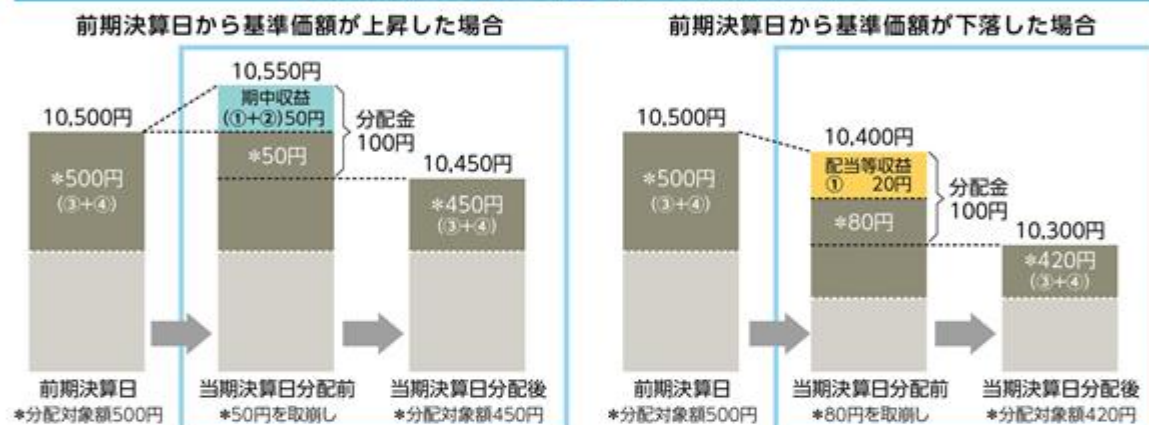 前期決算日から基準価額が上昇した場合
10,550円
期中収益
(①+②)50円
10,500円
分配金
100円
*50円
10,450円
*500円
(③+④)
*450円
(③+④)
前期決算日
当期決算日分配前
当期決算日分配後
*分配対象額500円
*50円を取崩し
*分配対象額450円
前期決算日から基準価額が下落した場合
10,500円
10,400円
配当等収益
① 20円
分配金
100円
*500円
(③+④)
*80円
10,300円
*420円
(③+④)
前期決算日
当期決算日分配前
当期決算日分配後
*分配対象額500円
*80円を取崩し
*分配対象額420円